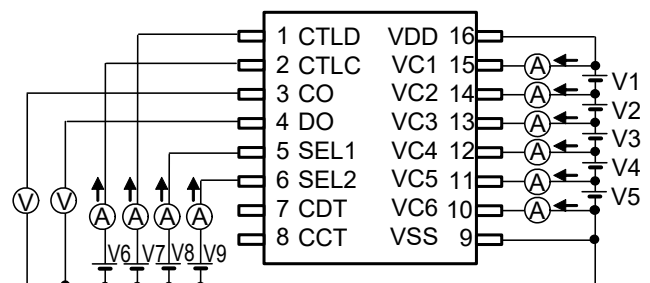 1 CTLD VDD 16
2 CTLC VC1 15 A
V1
3 CO VC2 14 A
V2
4 DO VC3 13 A
V3
5 SEL1 VC4 12 A
V4
6 SEL2 VC5 11 A
V5
V V A A A A 7 CDT VC6 10 A
8 CCT VSS 9
V6 V7 V8 V9